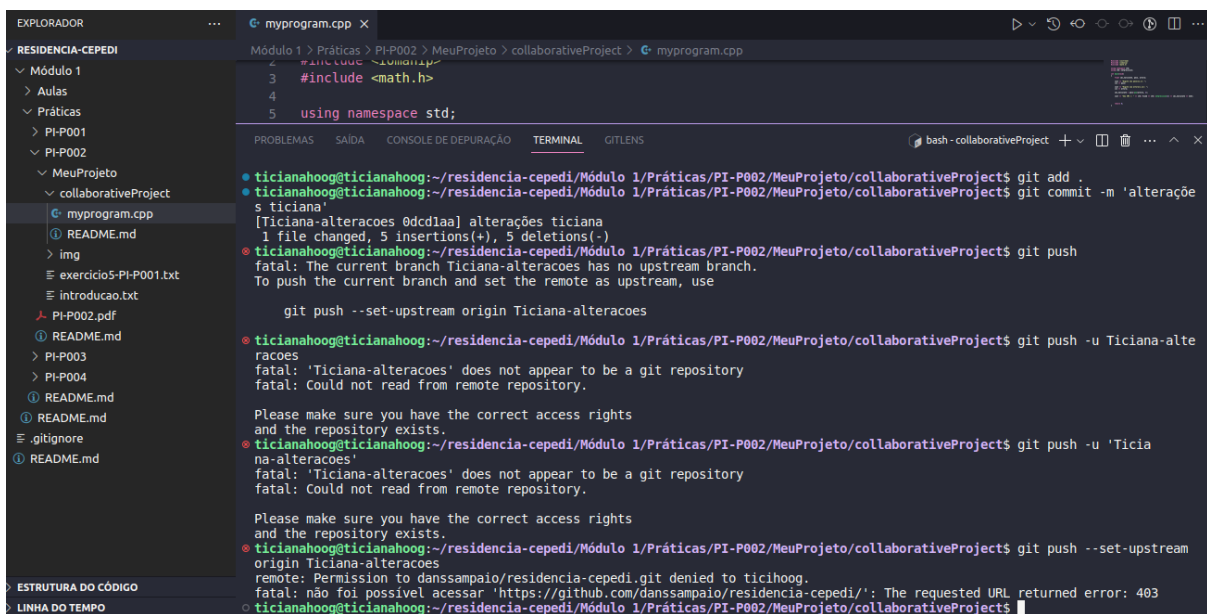 EXPLORADOR ...
RESIDENCIA-CEPEDI
Módulo 1
Aulas
Práticas
PI-P001
PI-P002
MeuProjeto
collaborativeProject
myprogram.cpp
README.md
img
exercicio5-PI-P001.txt
introducao.txt
PI-P002.pdf
README.md
PI-P003
PI-P004
README.md
README.md
.gitignore
README.md
ESTRUTURA DO CÓDIGO
LINHA DO TEMPO
myprogram.cpp
Módulo 1 > Práticas > PI-P002 > MeuProjeto > collaborativeProject > myprogram.cpp
2 #include <iomanip>
3 #include <math.h>
4
5 using namespace std;
PROBLEMAS SAÍDA CONSOLE DE DEPURAÇÃO TERMINAL GITLENS bash - collaborativeProject
ticianahoog@ticianahoog:~/residencia-cepedi/Módulo 1/Práticas/PI-P002/MeuProjeto/collaborativeProject$ git add .
ticianahoog@ticianahoog:~/residencia-cepedi/Módulo 1/Práticas/PI-P002/MeuProjeto/collaborativeProject$ git commit -m 'alteraçõe
s ticiana'
[Ticiana-alteracoes 0dcd1aa] alterações ticiana
1 file changed, 5 insertions(+), 5 deletions(-)
ticianahoog@ticianahoog:~/residencia-cepedi/Módulo 1/Práticas/PI-P002/MeuProjeto/collaborativeProject$ git push
fatal: The current branch Ticiana-alteracoes has no upstream branch.
To push the current branch and set the remote as upstream, use
git push --set-upstream origin Ticiana-alteracoes
ticianahoog@ticianahoog:~/residencia-cepedi/Módulo 1/Práticas/PI-P002/MeuProjeto/collaborativeProject$ git push -u Ticiana-alte
racoes
fatal: 'Ticiana-alteracoes' does not appear to be a git repository
fatal: Could not read from remote repository.
Please make sure you have the correct access rights
and the repository exists.
ticianahoog@ticianahoog:~/residencia-cepedi/Módulo 1/Práticas/PI-P002/MeuProjeto/collaborativeProject$ git push -u 'Ticia
na-alteracoes'
fatal: 'Ticiana-alteracoes' does not appear to be a git repository
fatal: Could not read from remote repository.
Please make sure you have the correct access rights
and the repository exists.
ticianahoog@ticianahoog:~/residencia-cepedi/Módulo 1/Práticas/PI-P002/MeuProjeto/collaborativeProject$ git push --set-upstream
origin Ticiana-alteracoes
remote: Permission to danssampaio/residencia-cepedi.git denied to ticihoog.
fatal: não foi possível acessar 'https://github.com/danssampaio/residencia-cepedi/': The requested URL returned error: 403
ticianahoog@ticianahoog:~/residencia-cepedi/Módulo 1/Práticas/PI-P002/MeuProjeto/collaborativeProject$